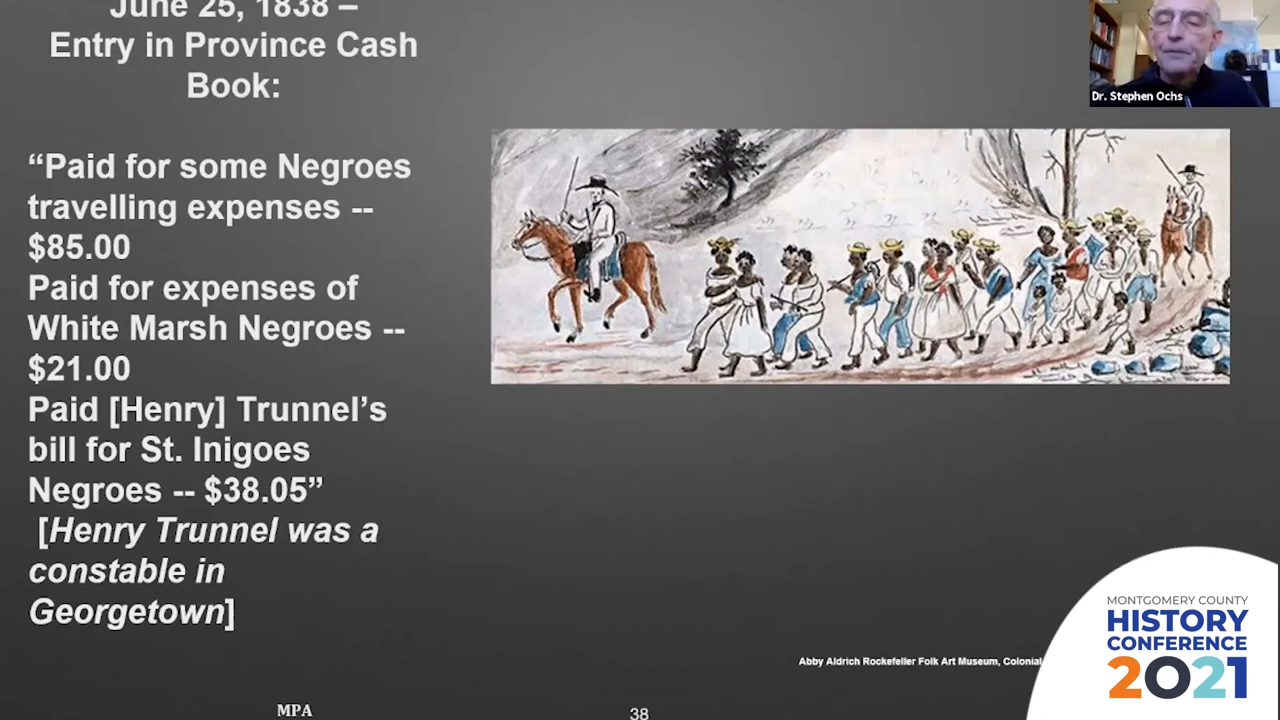 June 25, 1838 –
Entry in Province Cash
Book:
“Paid for some Negroes
travelling expenses --
$85.00
Paid for expenses of
White Marsh Negroes --
$21.00
Paid [Henry] Trunnel’s
bill for St. Inigoes
Negroes -- $38.05”
[Henry Trunnel was a
constable in
Georgetown]
Dr. Stephen Ochs
Abby Aldrich Rockefeller Folk Art Museum, Colonial
MONTGOMERY COUNTY
HISTORY
CONFERENCE
2021
MPA
38